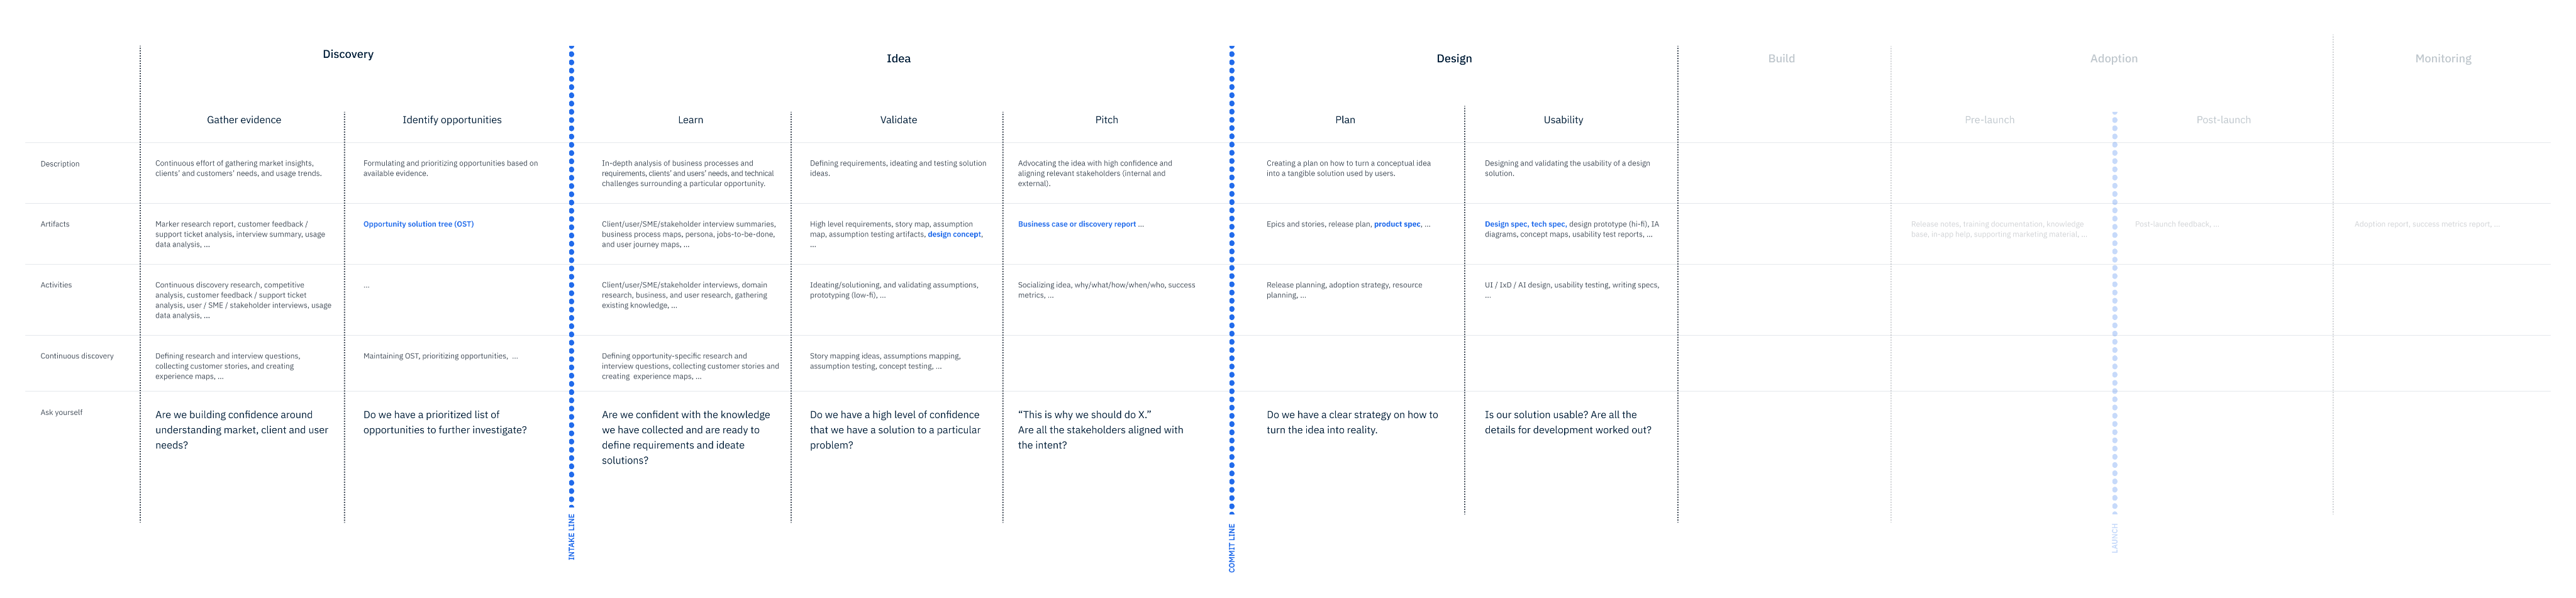 Discovery
Idea
Design
Build
Adoption
Monitoring
Gather evidence
Identify opportunities
Learn
Validate
Pitch
Plan
Usability
Pre-launch
Post-launch
Description
Continuous effort of gathering market insights,
clients’ and customers’ needs, and usage trends.
Formulating and prioritizing opportunities based on
available evidence.
In-depth analysis of business processes and
requirements, clients’ and users’ needs, and technical
challenges surrounding a particular opportunity.
Defining requirements, ideating and testing solution
ideas.
Advocating the idea with high confidence and
aligning relevant stakeholders (internal and
external).
Creating a plan on how to turn a conceptual idea
into a tangible solution used by users.
Designing and validating the usability of a design
solution.
Artifacts
Marker research report, customer feedback /
support ticket analysis, interview summary, usage
data analysis, ...
Opportunity solution tree (OST)
Client/user/SME/stakeholder interview summaries,
business process maps, persona, jobs-to-be-done,
and user journey maps, ...
High level requirements, story map, assumption
map, assumption testing artifacts, design concept,
...
Business case or discovery report ...
Epics and stories, release plan, product spec, ...
Design spec, tech spec, design prototype (hi-fi), IA
diagrams, concept maps, usability test reports, ...
Release notes, training documentation, knowledge
base, in-app help, supporting marketing material, ...
Post-launch feedback, ...
Adoption report, success metrics report, ...
Activities
Continuous discovery research, competitive
analysis, customer feedback / support ticket
analysis, user / SME / stakeholder interviews, usage
data analysis, ...
...
Client/user/SME/stakeholder interviews, domain
research, business, and user research, gathering
existing knowledge, ...
Ideating/solutioning, and validating assumptions,
prototyping (low-fi), ...
Socializing idea, why/what/how/when/who, success
metrics, ...
Release planning, adoption strategy, resource
planning, ...
UI / IxD / AI design, usability testing, writing specs,
...
Continuous discovery
Defining research and interview questions,
collecting customer stories, and creating
experience maps, ...
Maintaining OST, prioritizing opportunities, ...
Defining opportunity-specific research and
interview questions, collecting customer stories and
creating experience maps, ...
Story mapping ideas, assumptions mapping,
assumption testing, concept testing, ...
Ask yourself
Are we building confidence around
understanding market, client and user
needs?
Do we have a prioritized list of
opportunities to further investigate?
Are we confident with the knowledge
we have collected and are ready to
define requirements and ideate
solutions?
Do we have a high level of confidence
that we have a solution to a particular
problem?
“This is why we should do X.”
Are all the stakeholders aligned with
the intent?
Do we have a clear strategy on how to
turn the idea into reality.
Is our solution usable? Are all the
details for development worked out?
INTAKE LINE
COMMIT LINE
LAUNCH